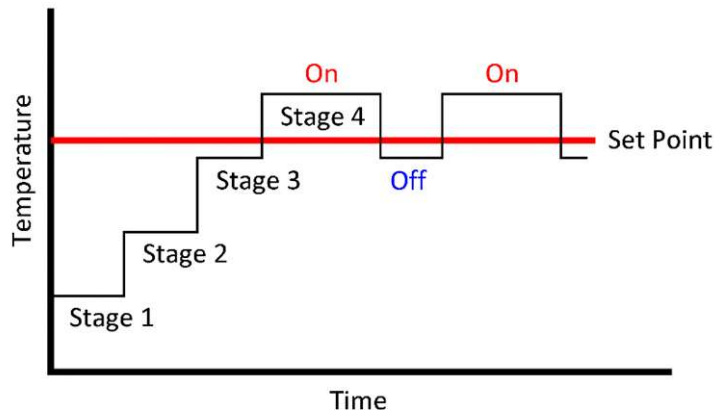 On
On
Stage 4
Set Point
Stage 3
Off
Stage 2
Stage 1
Temperature
Time